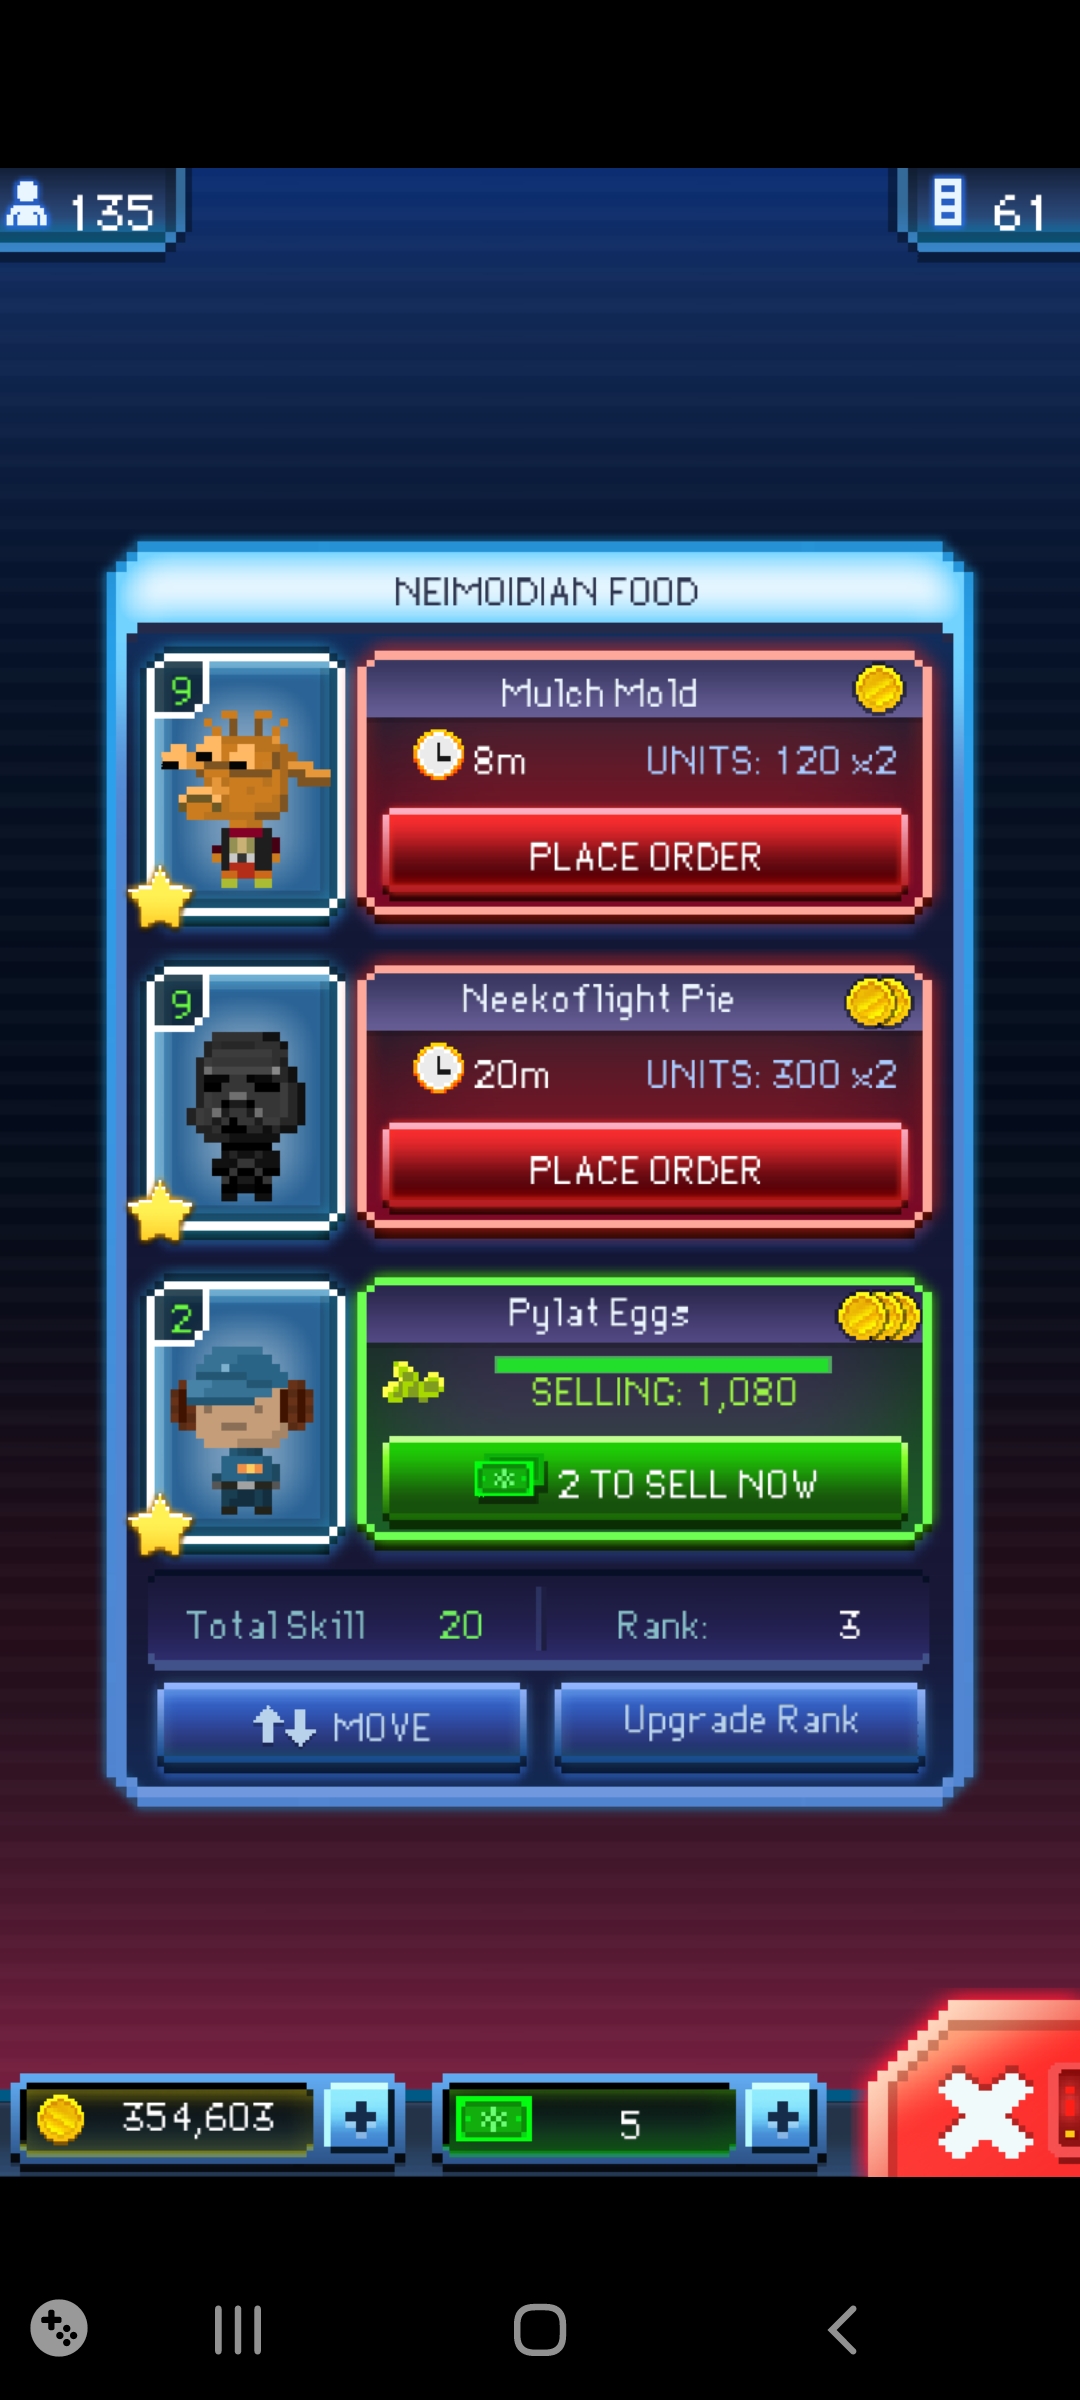 135
61
NEIMOIDIAN FOOD
9
Mulch Mold
8m
UNITS: 120 x2
PLACE ORDER
9
Neekoflight Pie
20m
UNITS: 300 x2
PLACE ORDER
2
Pylat Eggs
SELLING: 1,080
2 TO SELL NOW
Total Skill 20
Rank: 3
MOVE
Upgrade Rank
354,603
5